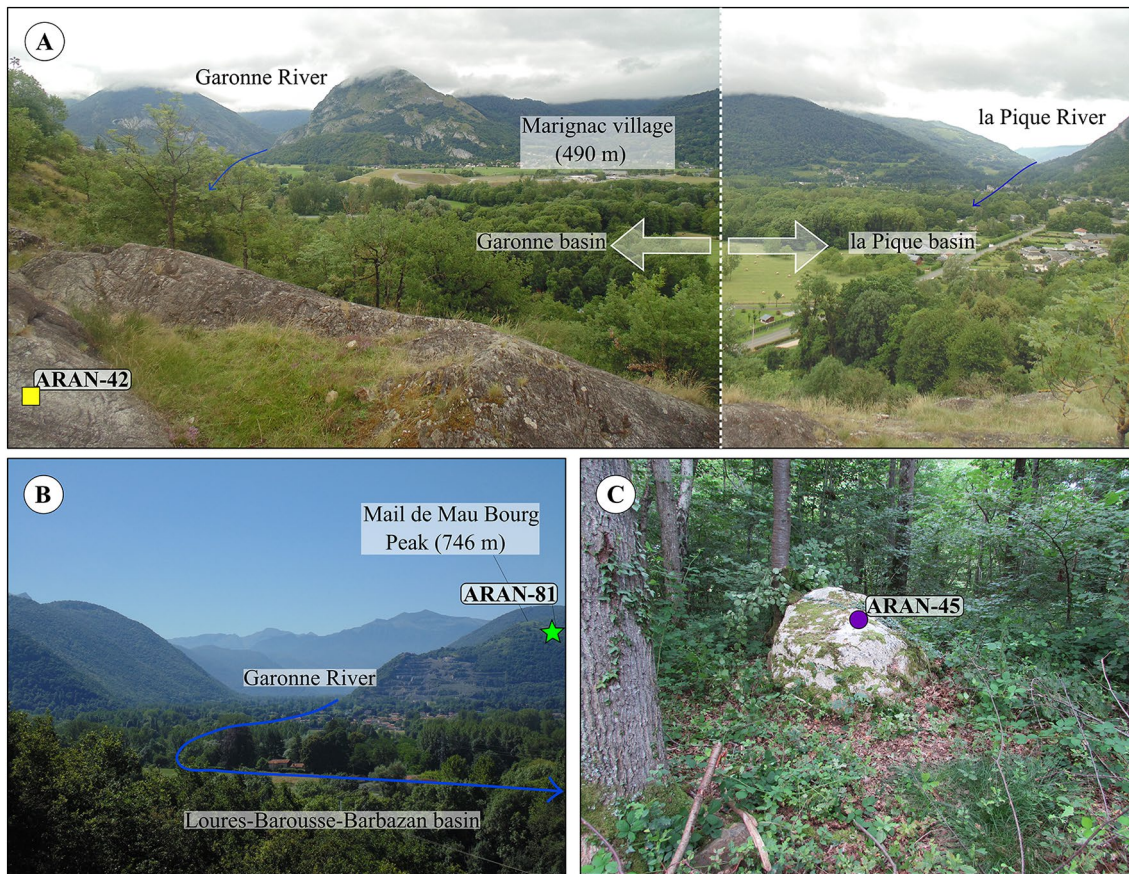 A
*
Garonne River
Marignac village
(490 m)
la Pique River
Garonne basin
la Pique basin
ARAN-42
B
Mail de Mau Bourg
Peak (746 m)
ARAN-81
Garonne River
Loures-Barousse-Barbazan basin
C
ARAN-45